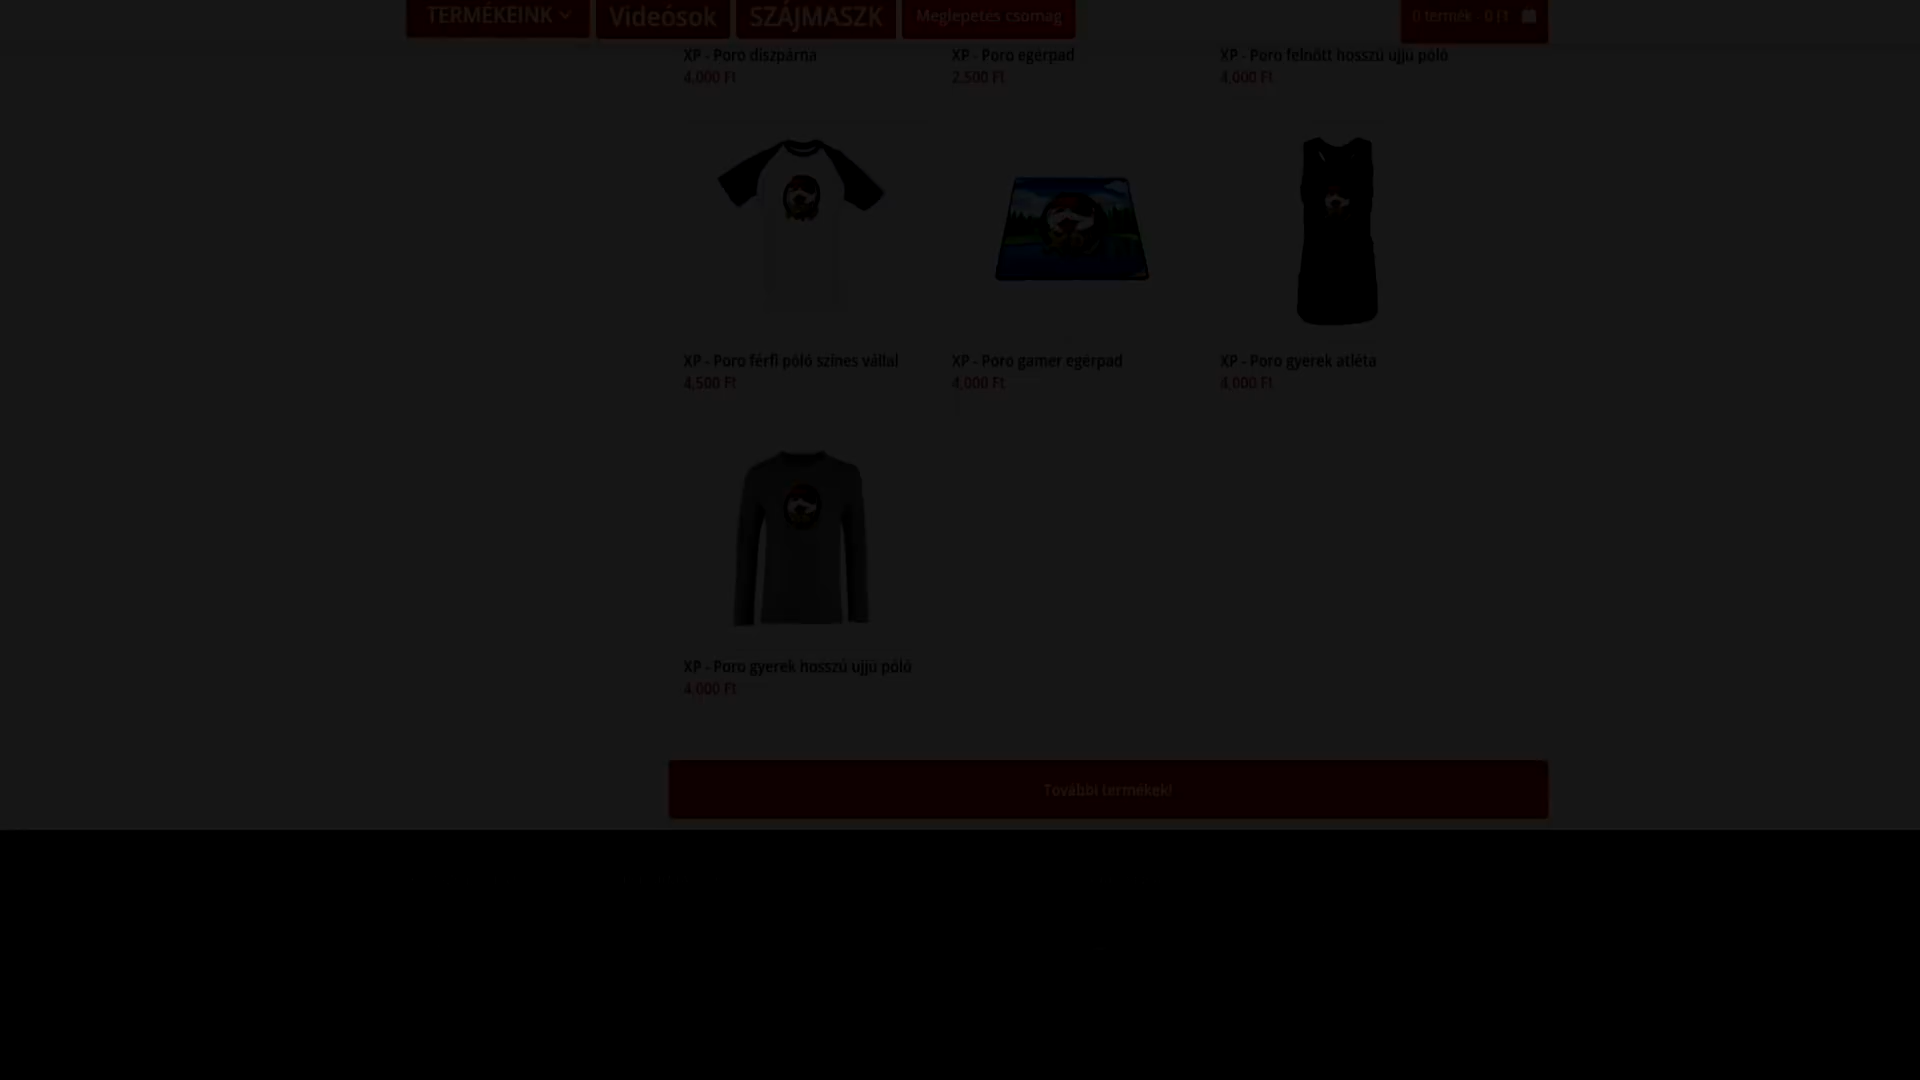 TERMÉKEINK
Videósok
SZÁJMASZK
Meglepetés csomag
0 termék - 0 Ft
XP - Poro díszpárna
4,000 Ft
XP - Poro egérpad
2,500 Ft
XP - Poro felnőtt hosszú ujjú póló
4,000 Ft
XP - Poro férfi póló színes vállal
4,500 Ft
XP - Poro gamer egérpad
4,000 Ft
XP - Poro gyerek atléta
4,000 Ft
XP - Poro gyerek hosszú ujjú póló
4,000 Ft
További termékek!